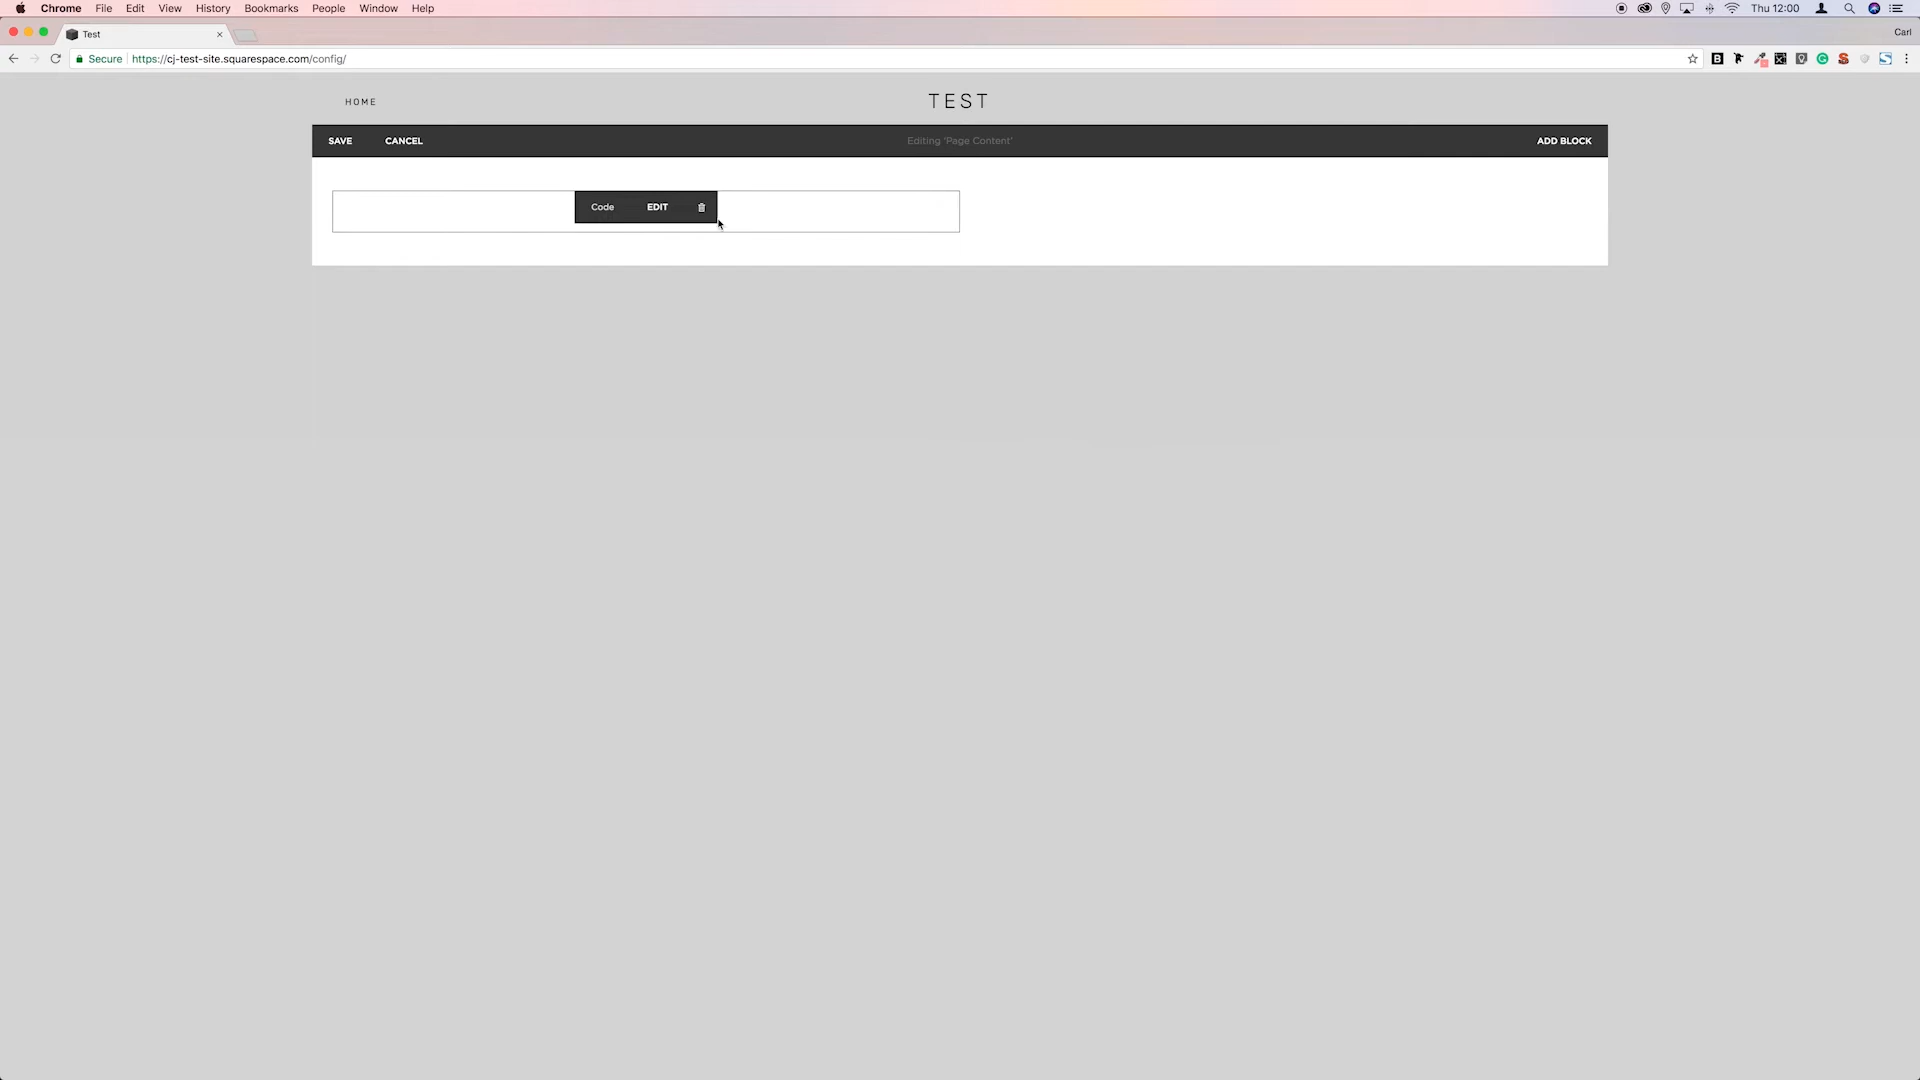 Chrome File Edit View History Bookmarks People Window Help Thu 12:00
Test
Carl
Secure https://cj-test-site.squarespace.com/config/
HOME TEST
SAVE CANCEL Editing 'Page Content' ADD BLOCK
Code EDIT